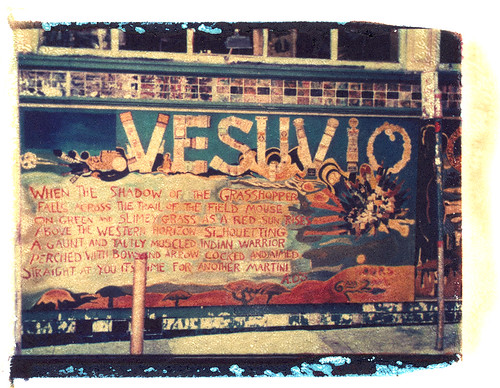 VESUVIO
WHEN THE SHADOW OF THE GRASSHOPPER
FALLS ACROSS THE TRAIL OF THE FIELD MOUSE
ON GREEN AND SLIMEY GRASS AS A RED SUN RISES
ABOVE THE WESTERN HORIZON SILHOUETTING
A GAUNT AND TAUTLY MUSCLED INDIAN WARRIOR
PERCHED WITH BOW AND ARROW COCKED AND AIMED
STRAIGHT AT YOU ITS TIME FOR ANOTHER MARTINI
HOURS